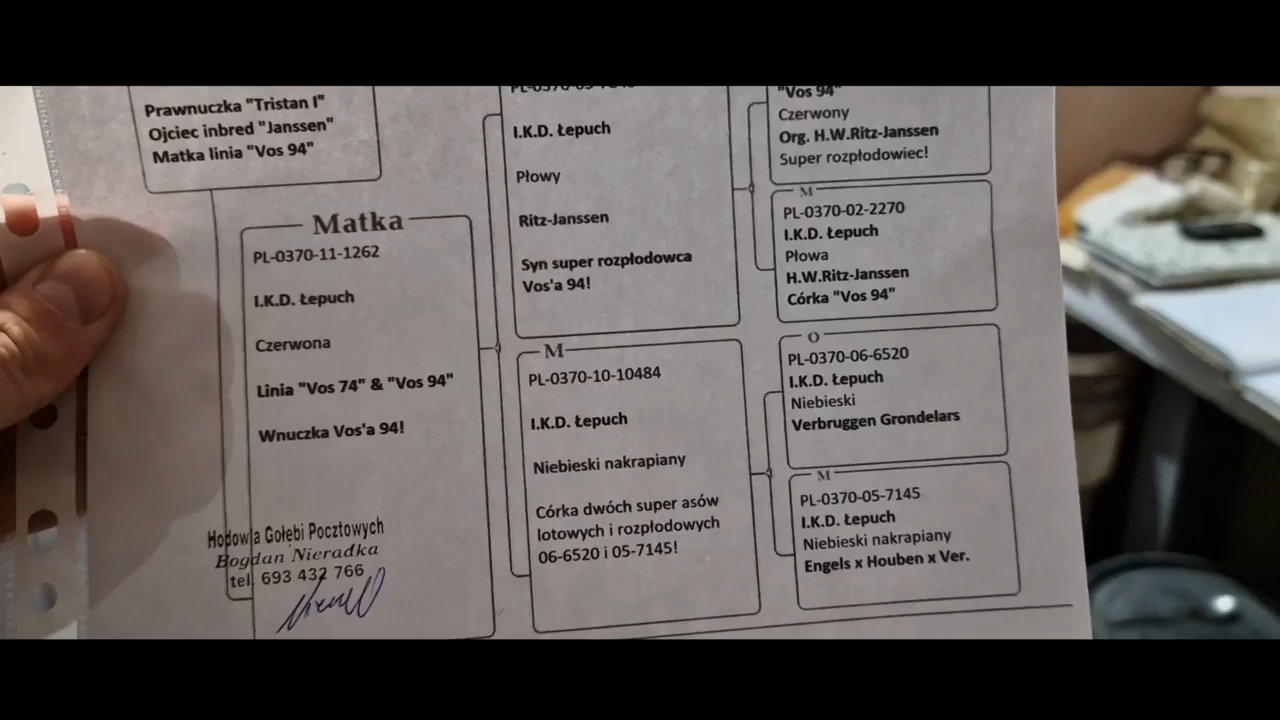 Prawnuczka "Tristan I"
Ojciec inbred "Janssen"
Matka linia "Vos 94"
Matka
PL-0370-11-1262
I.K.D. Łepuch
Czerwona
Linia "Vos 74" & "Vos 94"
Wnuczka Vos'a 94!
Hodowla Gołębi Pocztowych
Bogdan Nieradka
tel. 693 432 766
I.K.D. Łepuch
Płowy
Ritz-Janssen
Syn super rozpłodowca
Vos'a 94!
M
PL-0370-10-10484
I.K.D. Łepuch
Niebieski nakrapiany
Córka dwóch super asów
lotowych i rozpłodowych
06-6520 i 05-7145!
"Vos 94"
Czerwony
Org. H.W.Ritz-Janssen
Super rozpłodowiec!
M
PL-0370-02-2270
I.K.D. Łepuch
Płowa
H.W.Ritz-Janssen
Córka "Vos 94"
O
PL-0370-06-6520
I.K.D. Łepuch
Niebieski
Verbruggen Grondelars
M
PL-0370-05-7145
I.K.D. Łepuch
Niebieski nakrapiany
Engels x Houben x Ver.